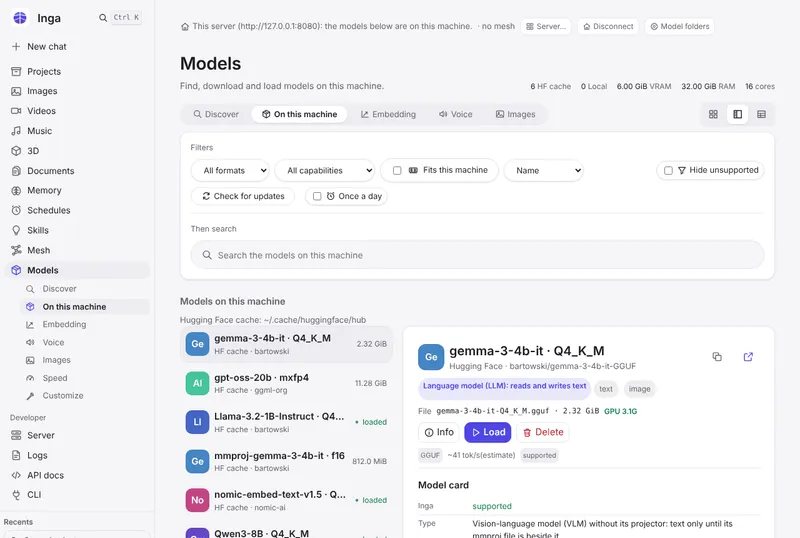 Inga
Ctrl K
New chat
Projects
Images
Videos
Music
3D
Documents
Memory
Schedules
Skills
Mesh
Models
Discover
On this machine
Embedding
Voice
Images
Speed
Customize
Developer
Server
Logs
API docs
CLI
Recents
This server (http://127.0.0.1:8080): the models below are on this machine. · no mesh
Server...
Disconnect
Model folders
Models
Find, download and load models on this machine.
6 HF cache 0 Local 6.00 GiB VRAM 32.00 GiB RAM 16 cores
Discover
On this machine
Embedding
Voice
Images
Filters
All formats
All capabilities
Fits this machine
Name
Hide unsupported
Check for updates
Once a day
Then search
Search the models on this machine
Models on this machine
Hugging Face cache: ~/.cache/huggingface/hub
Ge
gemma-3-4b-it · Q4_K_M
HF cache · bartowski
2.32 GiB
AI
gpt-oss-20b · mxfp4
HF cache · ggml-org
11.28 GiB
Ll
Llama-3.2-1B-Instruct · Q4...
HF cache · bartowski
• loaded
Ge
mmproj-gemma-3-4b-it · f16
HF cache · bartowski
812.0 MiB
No
nomic-embed-text-v1.5 · Q...
HF cache · nomic-ai
• loaded
Qwen3-8B · Q4_K_M
Ge
gemma-3-4b-it · Q4_K_M
Hugging Face · bartowski/gemma-3-4b-it-GGUF
Language model (LLM): reads and writes text
text
image
File gemma-3-4b-it-Q4_K_M.gguf · 2.32 GiB GPU 3.1G
Info
Load
Delete
GGUF
~41 tok/s(estimate)
supported
Model card
Inga supported
Type Vision-language model (VLM) without its projector: text only until its
mmproj file is beside it.